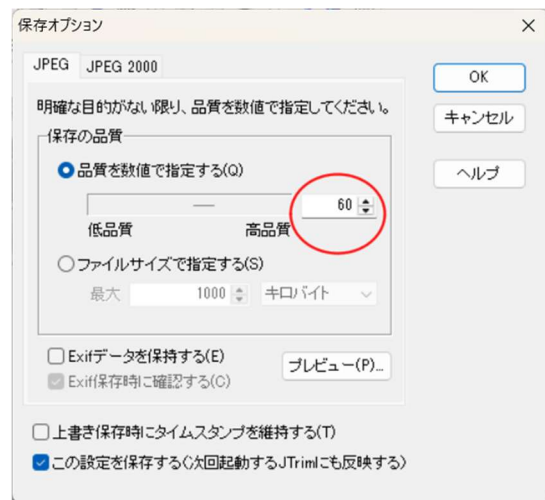 保存オプション
JPEG JPEG 2000
OK
明確な目的がない限り、品質を数値で指定してください。
キャンセル
保存の品質
品質を数値で指定する(Q)
ヘルプ
60
低品質 高品質
ファイルサイズで指定する(S)
最大 1000 キロバイト
Exifデータを保持する(E)
プレビュー(P)...
Exif保存時に確認する(C)
上書き保存時にタイムスタンプを維持する(T)
この設定を保存する(次回起動するJTrimにも反映する)